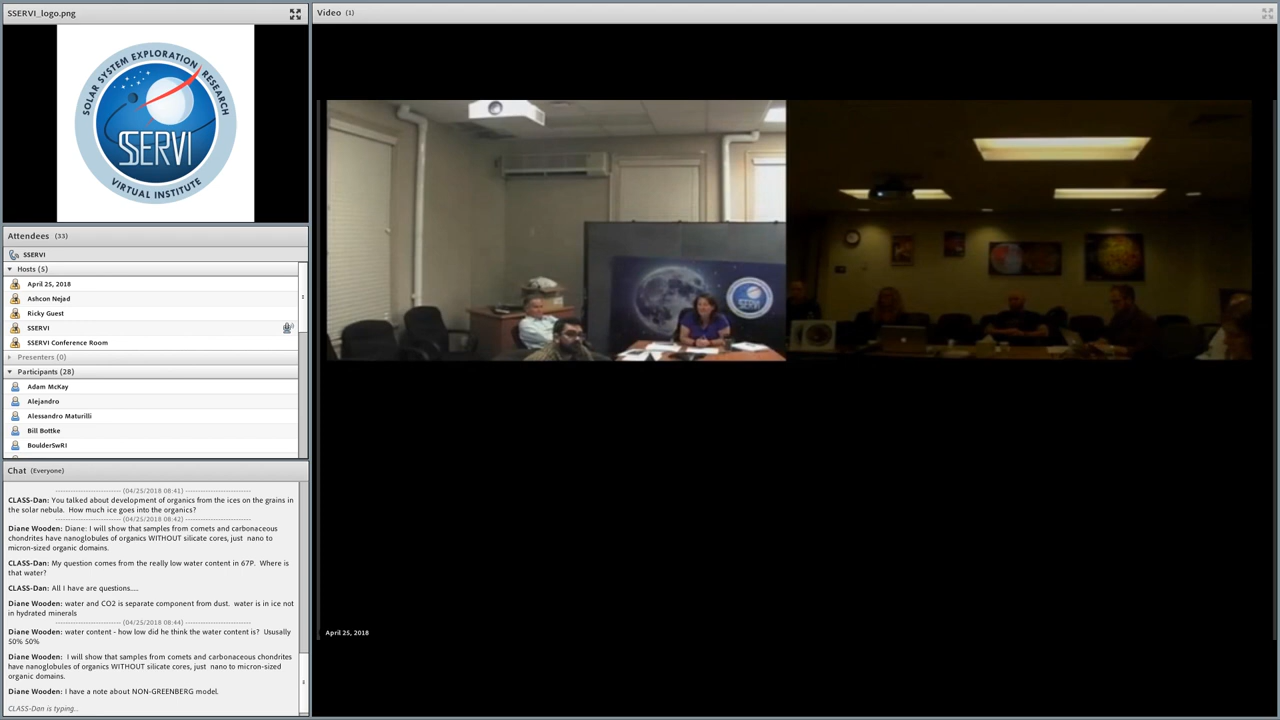 SSERVI_logo.png
SOLAR SYSTEM EXPLORATION RESEARCH
SSERVI
VIRTUAL INSTITUTE
Attendees (33)
SSERVI
Hosts (5)
April 25, 2018
Ashcon Nejad
Ricky Guest
SSERVI
SSERVI Conference Room
Presenters (0)
Participants (28)
Adam McKay
Alejandro
Alessandro Maturilli
Bill Bottke
BoulderSwRI
Chat (Everyone)
------------------------- (04/25/2018 08:41) -------------------------
CLASS-Dan: You talked about development of organics from the ices on the grains in
the solar nebula. How much ice goes into the organics?
------------------------- (04/25/2018 08:42) -------------------------
Diane Wooden: Diane: I will show that samples from comets and carbonaceous
chondrites have nanoglobules of organics WITHOUT silicate cores, just nano to
micron-sized organic domains.
CLASS-Dan: My question comes from the really low water content in 67P. Where is
that water?
CLASS-Dan: All I have are questions.....
Diane Wooden: water and CO2 is separate component from dust. water is in ice not
in hydrated minerals
------------------------- (04/25/2018 08:44) -------------------------
Diane Wooden: water content - how low did he think the water content is? Ususally
50% 50%
Diane Wooden: I will show that samples from comets and carbonaceous chondrites
have nanoglobules of organics WITHOUT silicate cores, just nano to micron-sized
organic domains.
Diane Wooden: I have a note about NON-GREENBERG model.
CLASS-Dan is typing..
Video (1)
April 25, 2018